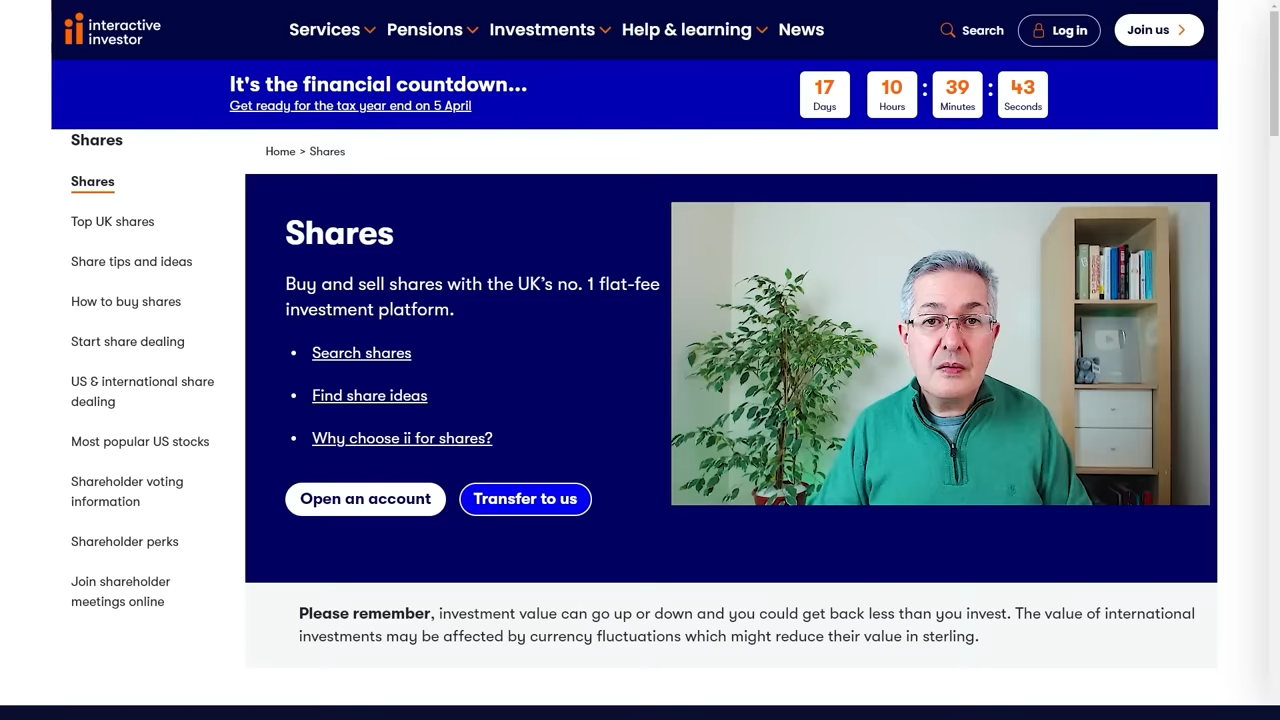 interactive
investor
Services
Pensions
Investments
Help & learning
News
Search
Log in
Join us
It's the financial countdown...
Get ready for the tax year end on 5 April
17
Days
10
Hours
:
39
Minutes
:
43
Seconds
Shares
Shares
Top UK shares
Share tips and ideas
How to buy shares
Start share dealing
US & international share
dealing
Most popular US stocks
Shareholder voting
information
Shareholder perks
Join shareholder
meetings online
Home > Shares
Shares
Buy and sell shares with the UK's no. 1 flat-fee
investment platform.
• Search shares
• Find share ideas
• Why choose ii for shares?
Open an account
Transfer to us
Please remember, investment value can go up or down and you could get back less than you invest. The value of international
investments may be affected by currency fluctuations which might reduce their value in sterling.